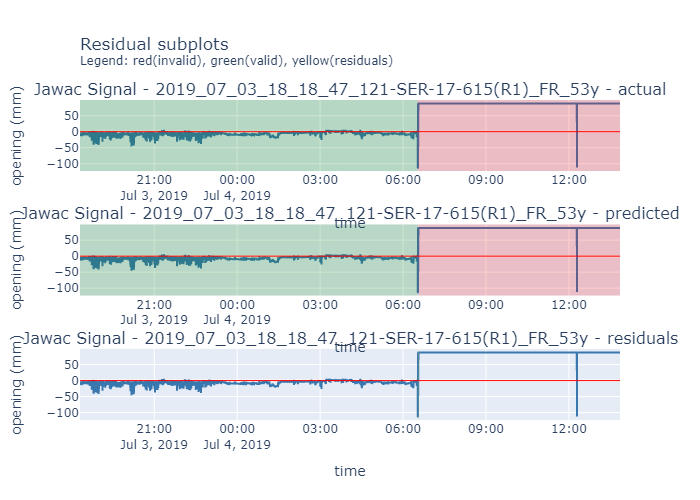 Residual subplots
Legend: red(invalid), green(valid), yellow(residuals)
Jawac Signal - 2019_07_03_18_18_47_121-SER-17-615(R1)_FR_53y - actual
opening (mm)
50
0
−50
−100
21:00 00:00 03:00 06:00 09:00 12:00
Jul 3, 2019 Jul 4, 2019
time
Jawac Signal - 2019_07_03_18_18_47_121-SER-17-615(R1)_FR_53y - predicted
opening (mm)
50
0
−50
−100
21:00 00:00 03:00 06:00 09:00 12:00
Jul 3, 2019 Jul 4, 2019
time
Jawac Signal - 2019_07_03_18_18_47_121-SER-17-615(R1)_FR_53y - residuals
opening (mm)
50
0
−50
−100
21:00 00:00 03:00 06:00 09:00 12:00
Jul 3, 2019 Jul 4, 2019
time